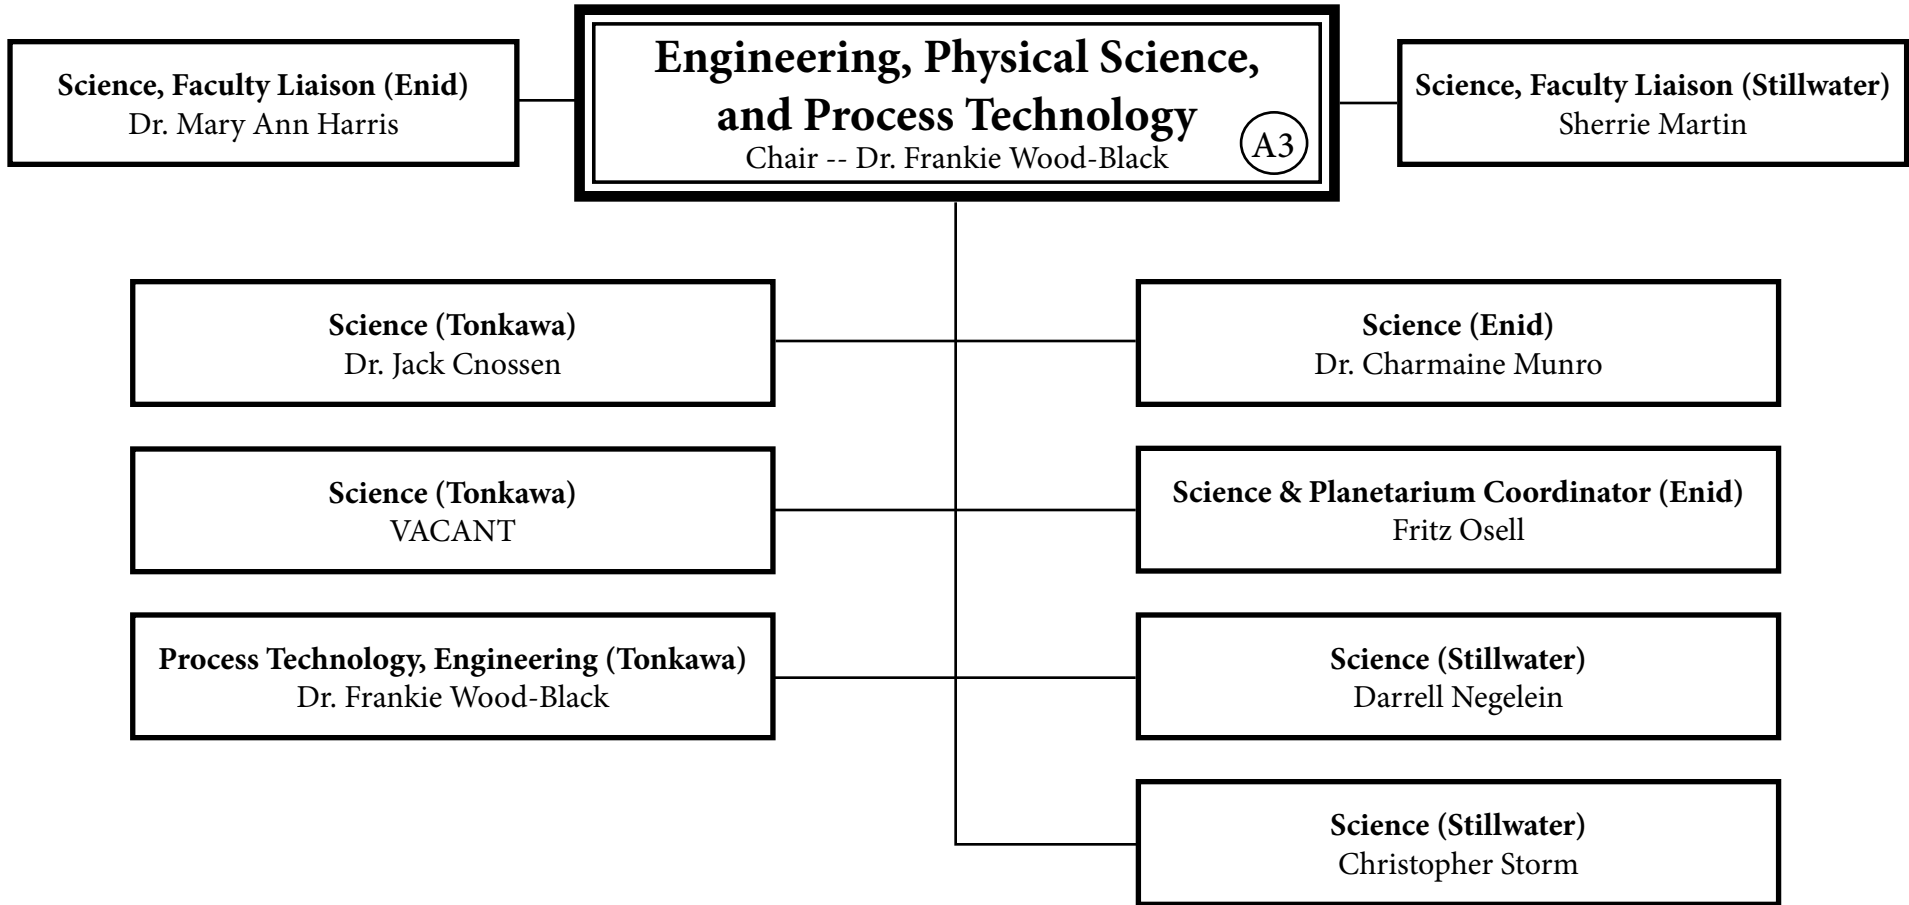 Science, Faculty Liaison (Enid)
Dr. Mary Ann Harris
Engineering, Physical Science,
and Process Technology
Chair -- Dr. Frankie Wood-Black
A3
Science, Faculty Liaison (Stillwater)
Sherrie Martin
Science (Tonkawa)
Dr. Jack Cnossen
Science (Enid)
Dr. Charmaine Munro
Science (Tonkawa)
VACANT
Science & Planetarium Coordinator (Enid)
Fritz Osell
Process Technology, Engineering (Tonkawa)
Dr. Frankie Wood-Black
Science (Stillwater)
Darrell Negelein
Science (Stillwater)
Christopher Storm